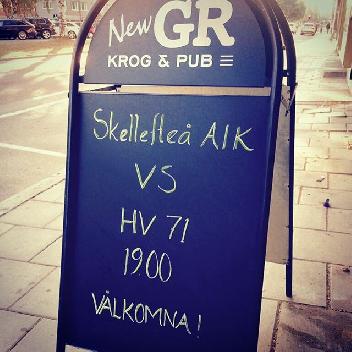 New GR
KROG & PUB
Skellefteå AIK
VS
HV 71
1900
VÄLKOMNA!